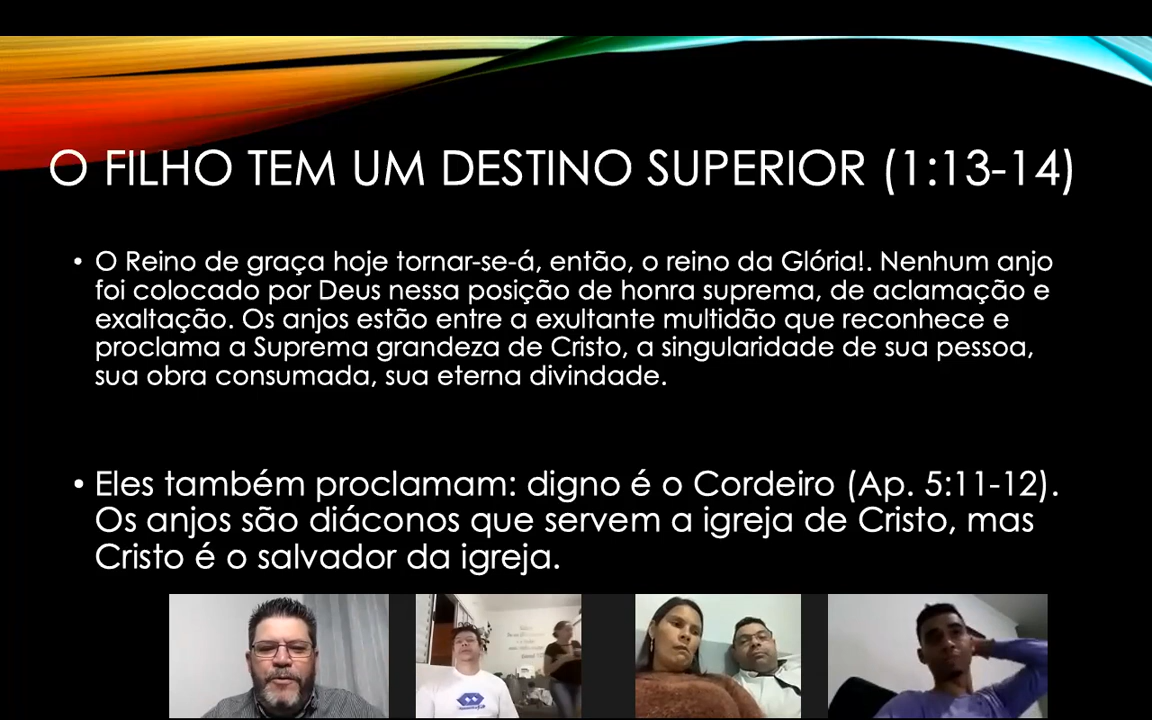 O FILHO TEM UM DESTINO SUPERIOR (1:13-14)
• O Reino de graça hoje tornar-se-á, então, o reino da Glória!. Nenhum anjo
foi colocado por Deus nessa posição de honra suprema, de aclamação e
exaltação. Os anjos estão entre a exultante multidão que reconhece e
proclama a Suprema grandeza de Cristo, a singularidade de sua pessoa,
sua obra consumada, sua eterna divindade.
• Eles também proclamam: digno é o Cordeiro (Ap. 5:11-12).
Os anjos são diáconos que servem a igreja de Cristo, mas
Cristo é o salvador da igreja.